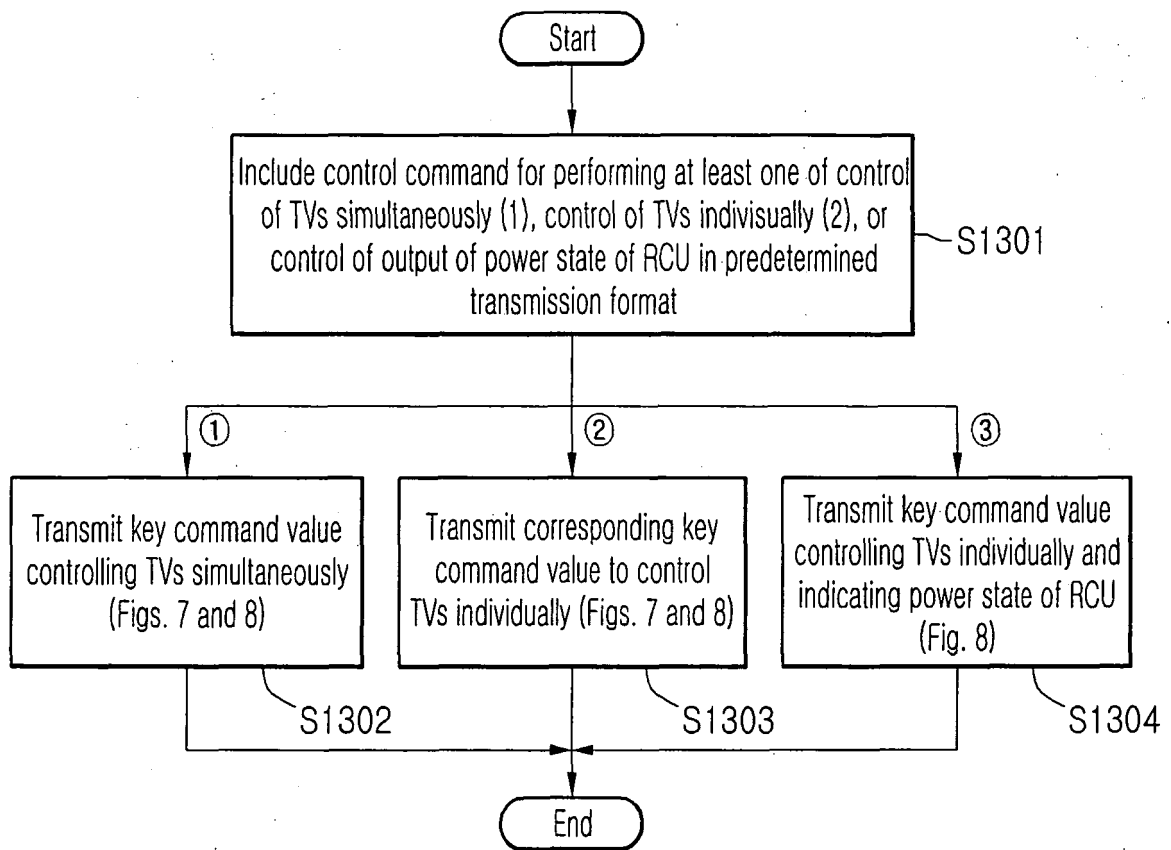 Start
Include control command for performing at least one of control
of TVs simultaneously (1), control of TVs indivisually (2), or
control of output of power state of RCU in predetermined
transmission format
S1301
①
②
③
Transmit key command value
controlling TVs simultaneously
(Figs. 7 and 8)
S1302
Transmit corresponding key
command value to control
TVs individually (Figs. 7 and 8)
S1303
Transmit key command value
controlling TVs individually and
indicating power state of RCU
(Fig. 8)
S1304
End